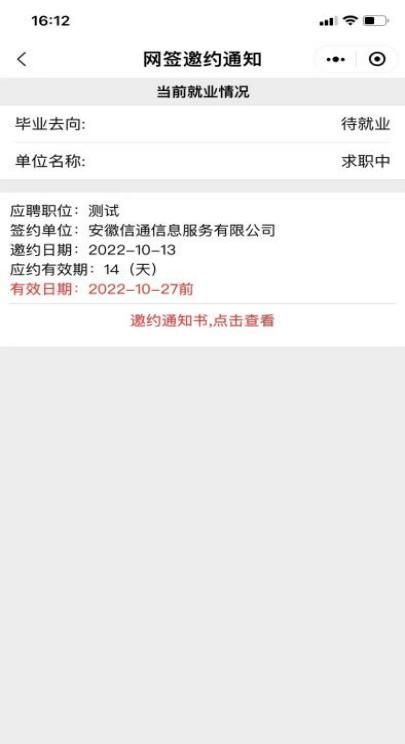 16:12
网签邀约通知
当前就业情况
毕业去向: 待就业
单位名称: 求职中
应聘职位：测试
签约单位：安徽信通信息服务有限公司
邀约日期：2022-10-13
应约有效期：14（天）
有效日期：2022-10-27前
邀约通知书,点击查看